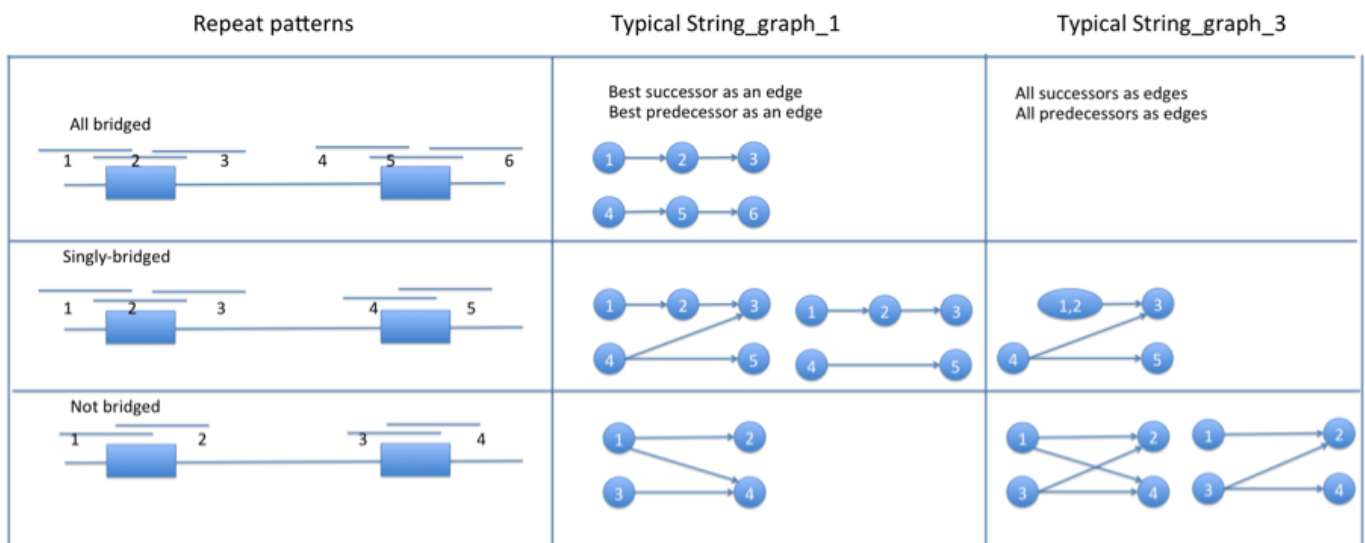 Repeat patterns
Typical String_graph_1
Typical String_graph_3
All bridged
1 2 3 4 5 6
Best successor as an edge
Best predecessor as an edge
1 2 3
4 5 6
All successors as edges
All predecessors as edges
Singly-bridged
1 2 3 4 5
1 2 3
4 5
1 2 3
4 5
1,2 3
4 5
Not bridged
1 2 3 4
1 2
3 4
1 2
3 4
1 2
3 4